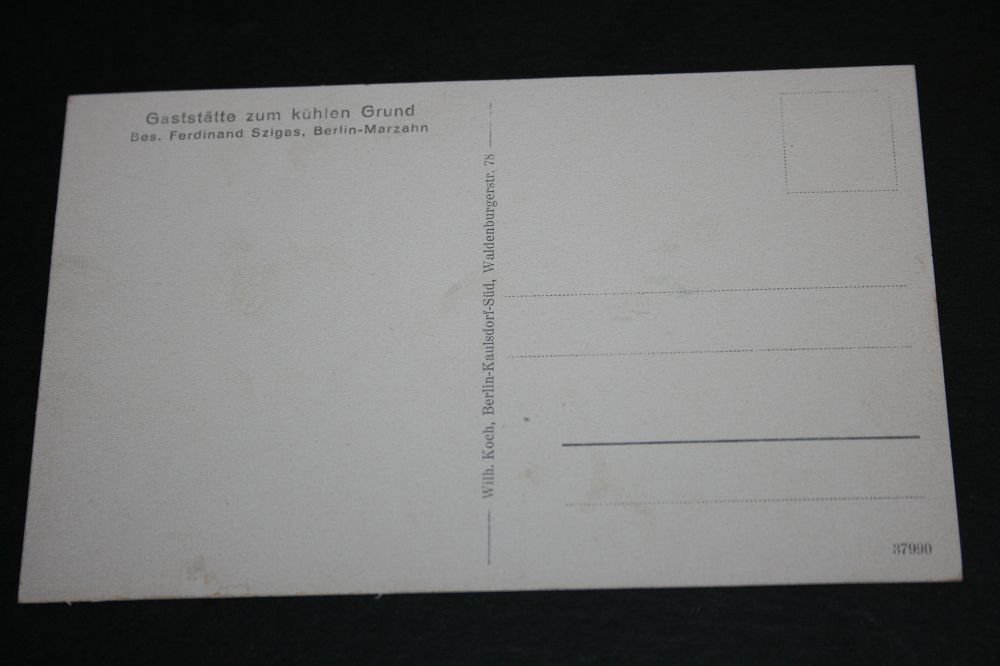 Gaststätte zum kühlen Grund
Bes. Ferdinand Szigas, Berlin-Marzahn
Wilh. Koch, Berlin-Kaulsdorf-Süd, Waldenburgerstr. 78
37990